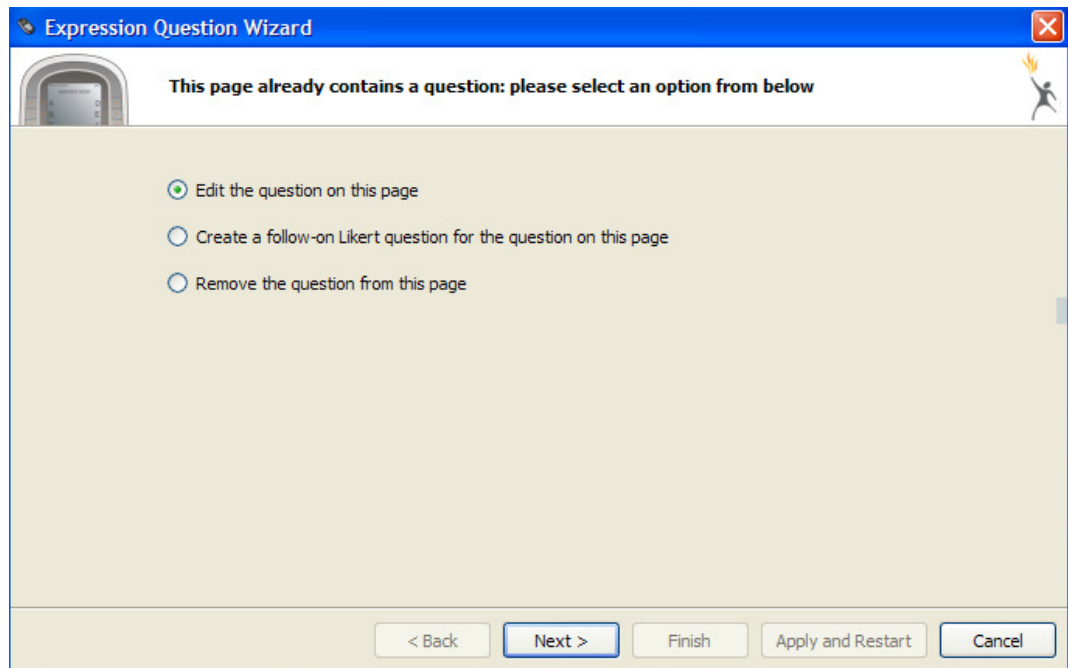 Expression Question Wizard
This page already contains a question: please select an option from below
A
D
B
E
Edit the question on this page
Create a follow-on Likert question for the question on this page
Remove the question from this page
< Back
Next >
Finish
Apply and Restart
Cancel